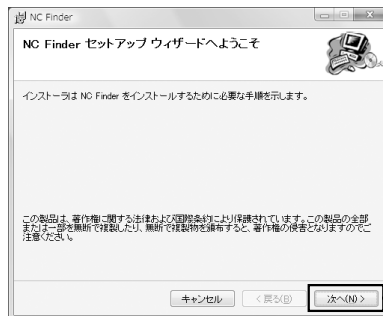 NC Finder
NC Finder セットアップ ウィザードへようこそ
インストーラは NC Finder をインストールするために必要な手順を示します。
この製品は、著作権に関する法律および国際条約により保護されています。この製品の全部
または一部を無断で複製したり、無断で複製物を頒布すると、著作権の侵害となりますのでご
注意ください。
キャンセル < 戻る(B) 次へ(N) >